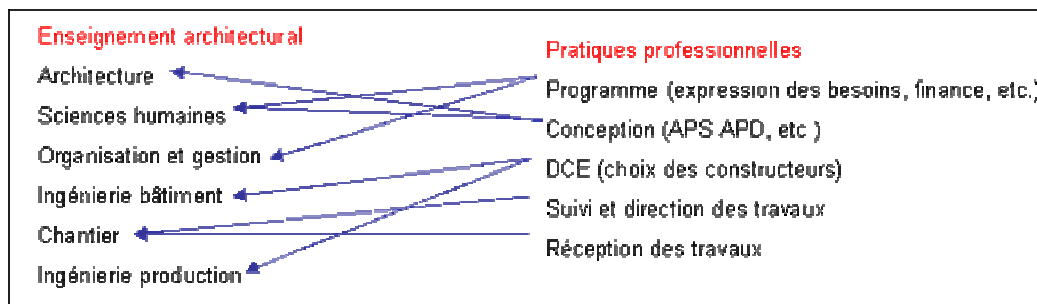 Enseignement architectural
Architecture
Sciences humaines
Organisation et gestion
Ingénierie bâtiment
Chantier
Ingénierie production
Pratiques professionnelles
Programme (expression des besoins, finance, etc.)
Conception (APS APD, etc )
DCE (choix des constructeurs)
Suivi et direction des travaux
Réception des travaux